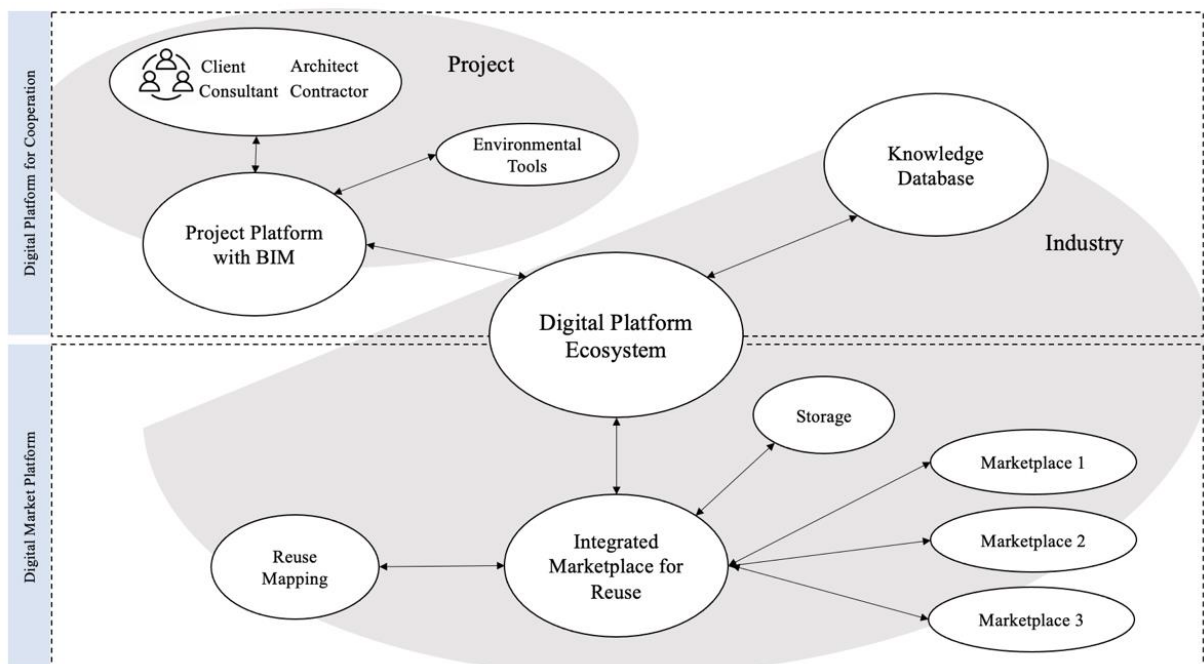 Digital Platform for Cooperation
Client Architect
Consultant Contractor
Project
Environmental
Tools
Project Platform
with BIM
Knowledge
Database
Industry
Digital Platform
Ecosystem
Digital Market Platform
Storage
Marketplace 1
Marketplace 2
Marketplace 3
Integrated
Marketplace for
Reuse
Reuse
Mapping